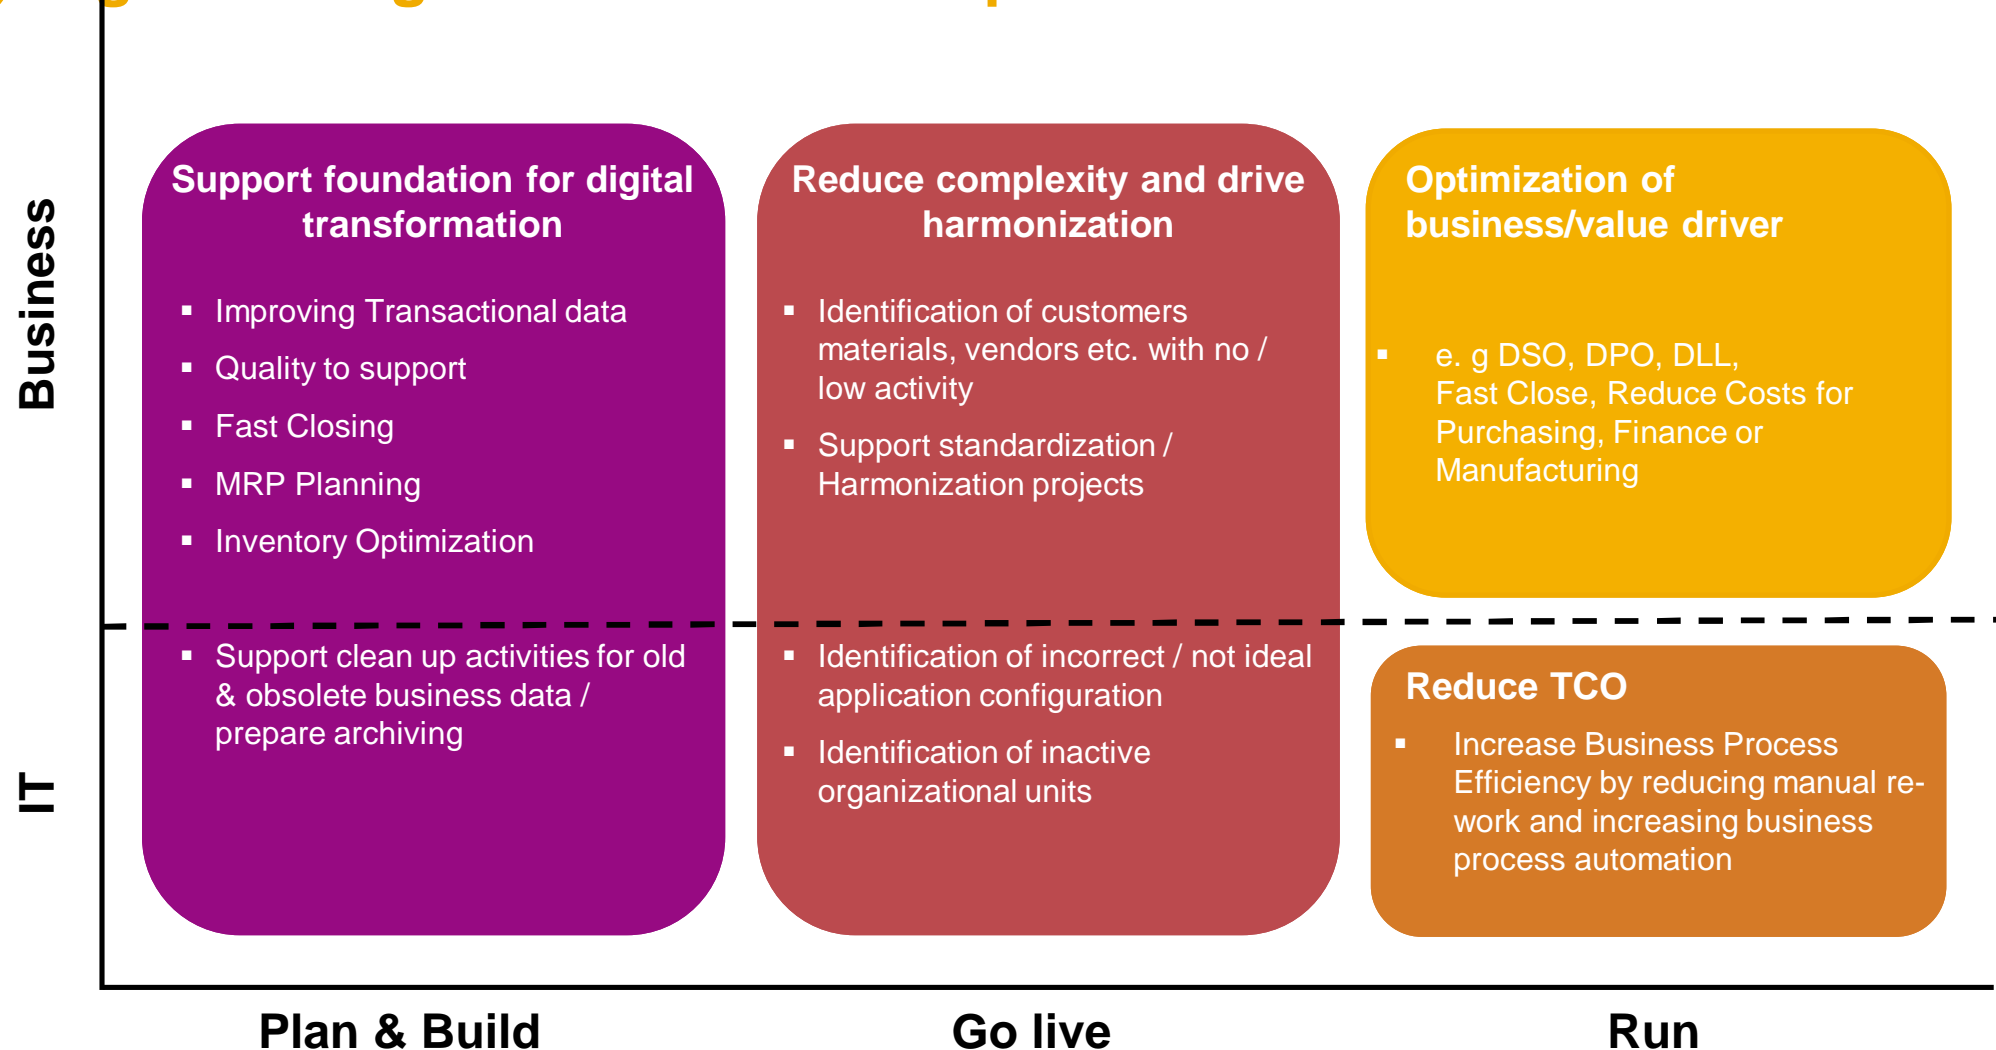 Business
Support foundation for digital
transformation
▪ Improving Transactional data
▪ Quality to support
▪ Fast Closing
▪ MRP Planning
▪ Inventory Optimization
▪ Support clean up activities for old
& obsolete business data /
prepare archiving
Reduce complexity and drive
harmonization
▪ Identification of customers
materials, vendors etc. with no /
low activity
▪ Support standardization /
Harmonization projects
▪ Identification of incorrect / not ideal
application configuration
▪ Identification of inactive
organizational units
Optimization of
business/value driver
▪ e. g DSO, DPO, DLL,
Fast Close, Reduce Costs for
Purchasing, Finance or
Manufacturing
Reduce TCO
▪ Increase Business Process
Efficiency by reducing manual re-
work and increasing business
process automation
IT
Plan & Build
Go live
Run